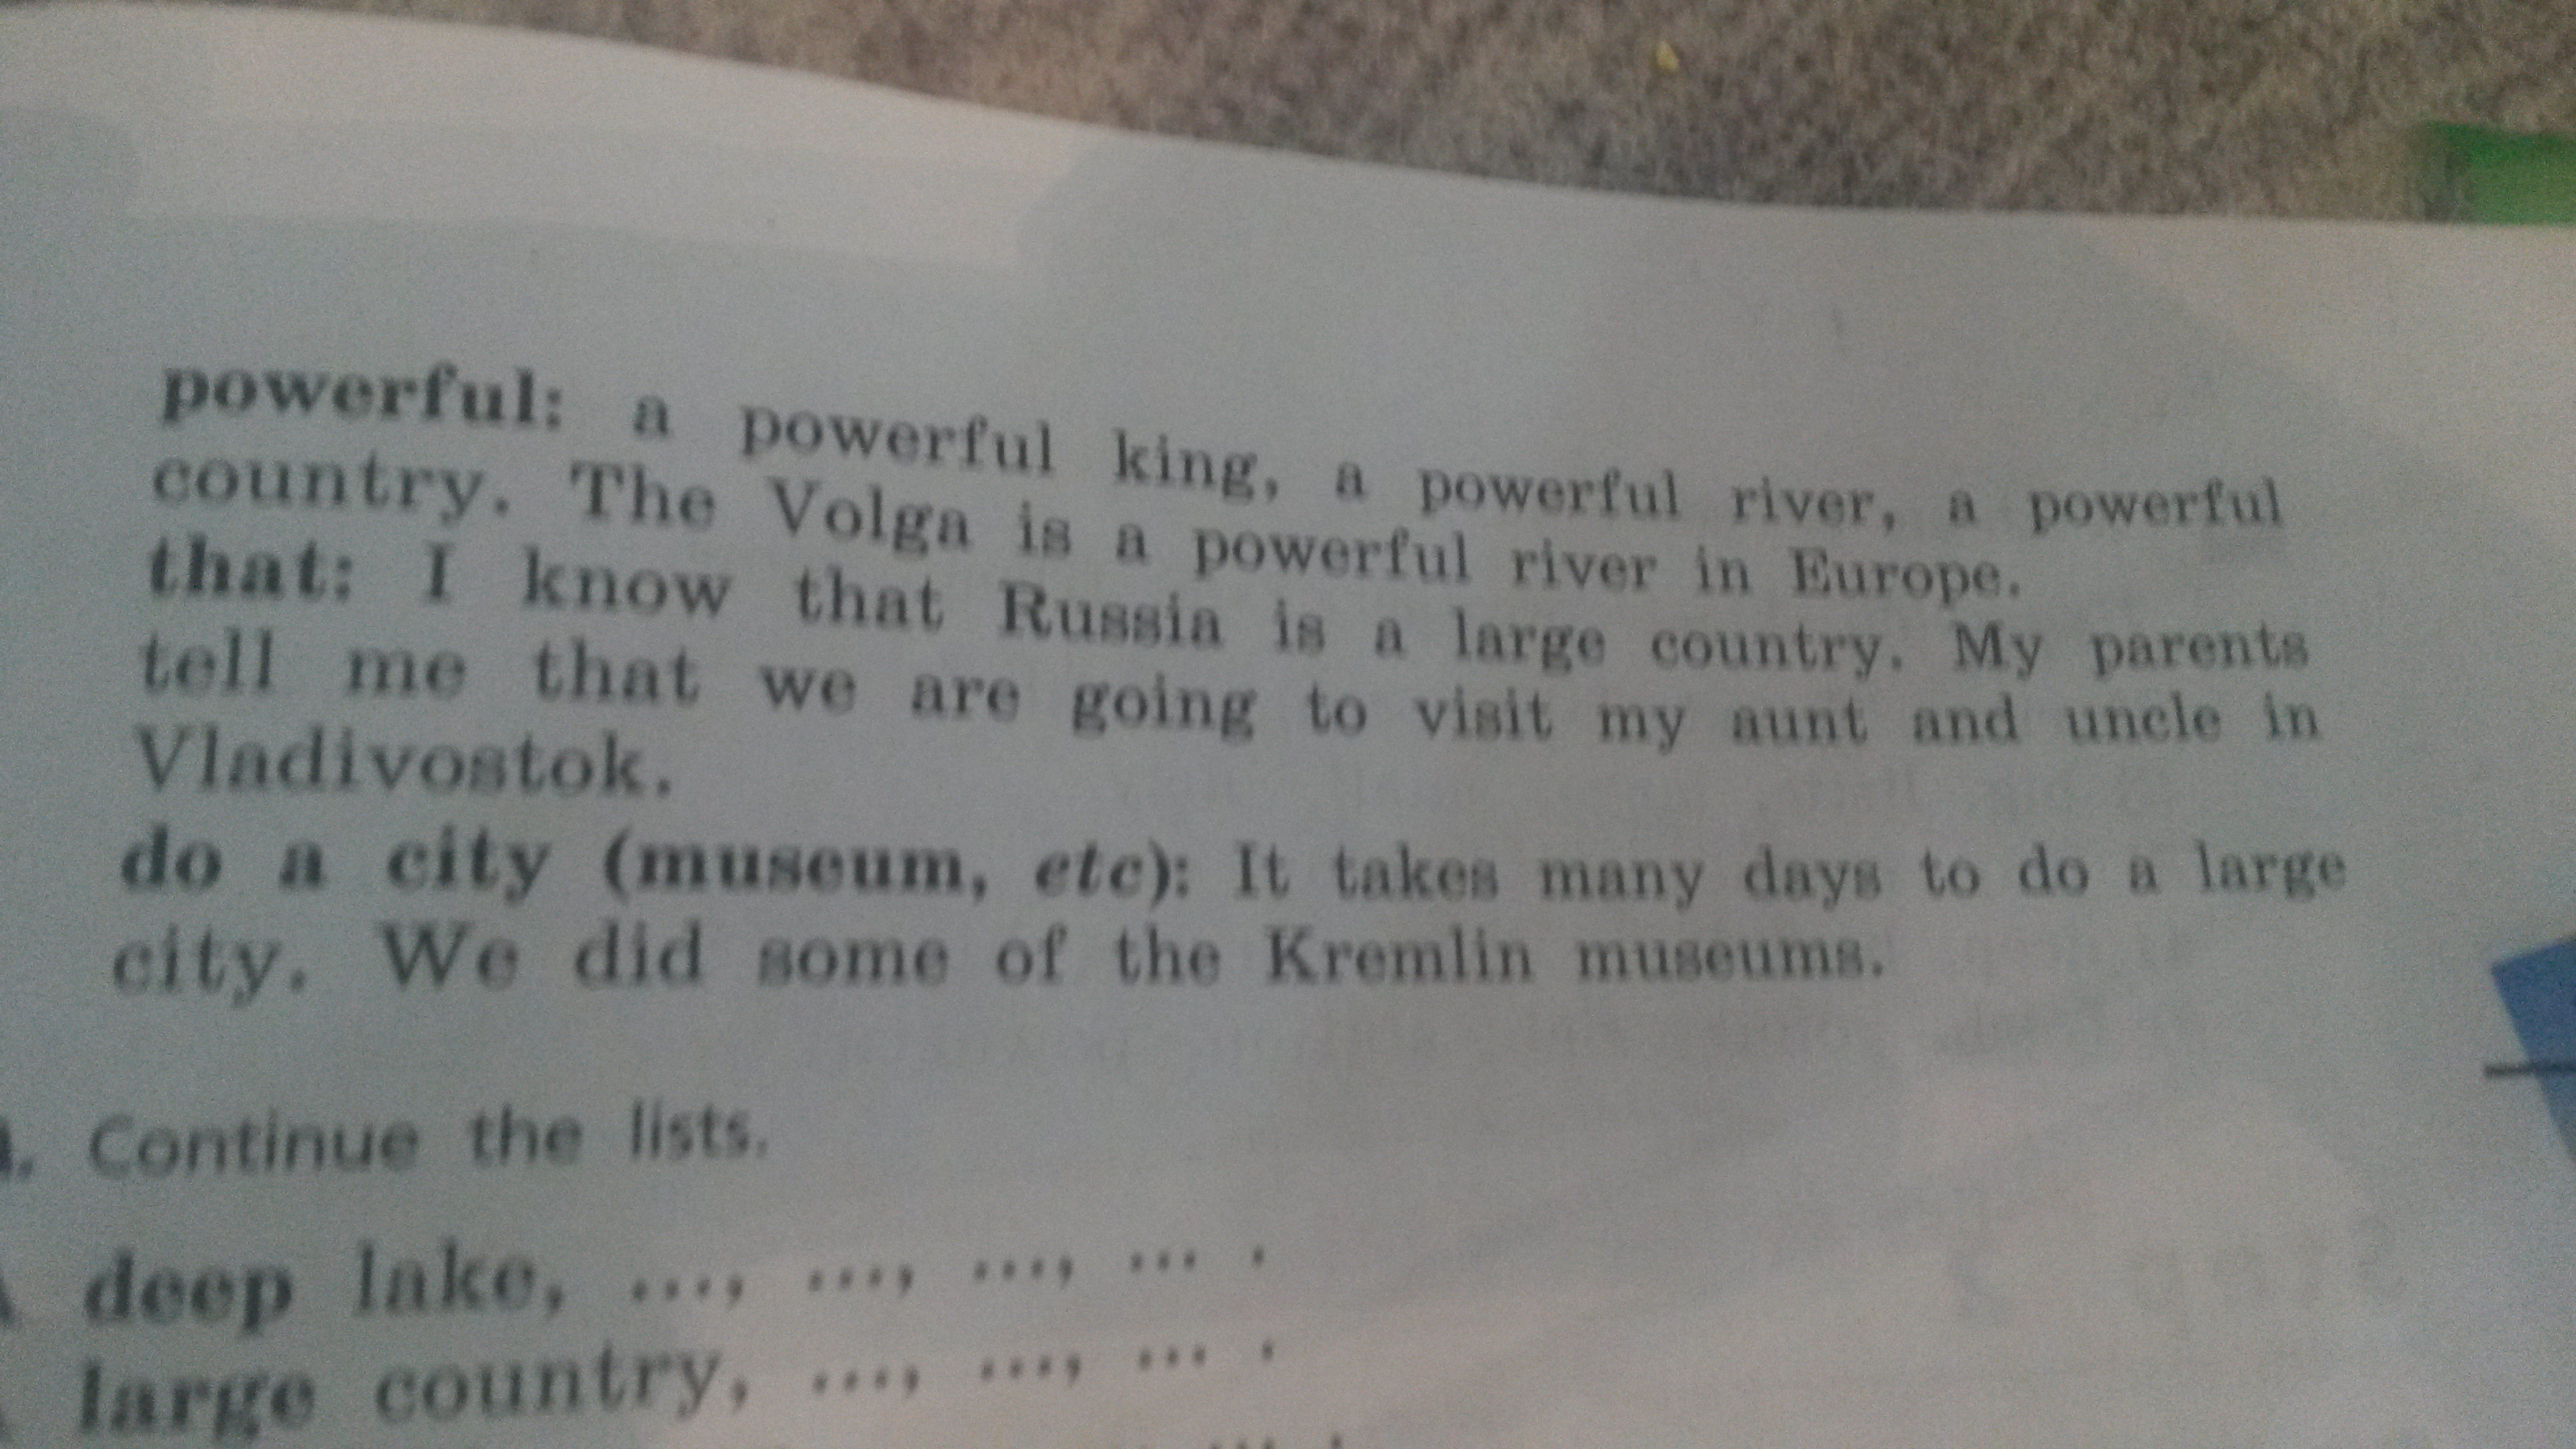 powerful: a powerful king, a powerful river, a powerful
country. The Volga is a powerful river in Europe.
that: I know that Russia is a large country. My parents
tell me that we are going to visit my aunt and uncle in
Vladivostok.
do a city (museum, etc): It takes many days to do a large
city. We did some of the Kremlin museums.
Continue the lists.
deep lake, ..., ..., ..., ... .
large country, ..., ..., ... .